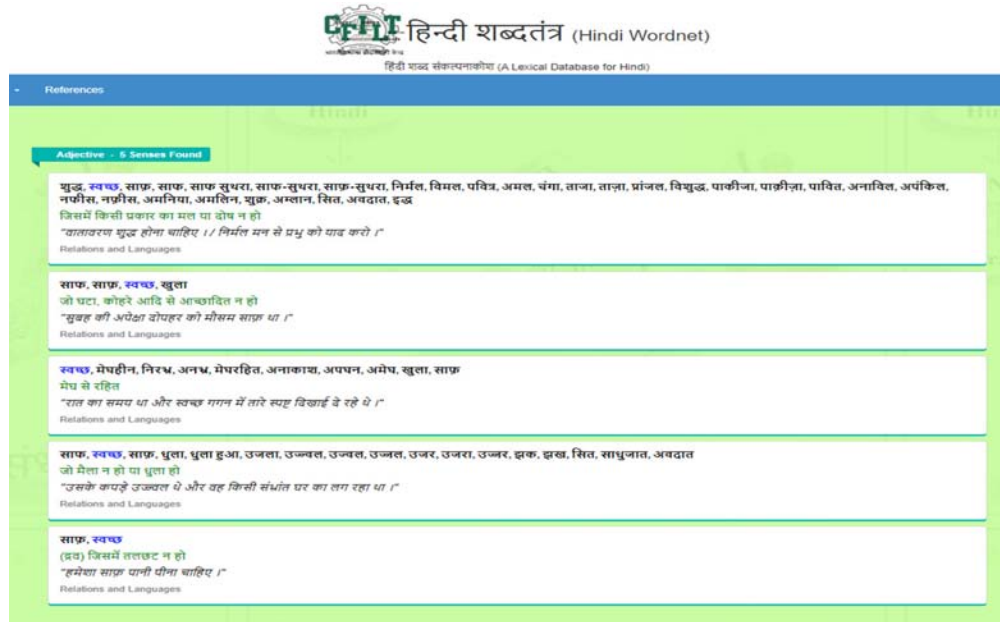 CFILT हिन्दी शब्दतंत्र (Hindi Wordnet)
हिंदी शब्द संकल्पनाकोश (A Lexical Database for Hindi)
References
Adjective - 5 Senses Found
शुद्ध, स्वच्छ, साफ़, साफ, साफ सुथरा, साफ-सुथरा, साफ़-सुथरा, निर्मल, विमल, पवित्र, अमल, चंगा, ताजा, ताज़ा, प्रांजल, विशुद्ध, पाकीजा, पाक़ीज़ा, पावित, अनाविल, अपंकिल,
नफीस, नफ़ीस, अमनिया, अमलिन, शुक्र, अम्लान, सित, अवदात, इद्ध
जिसमें किसी प्रकार का मल या दोष न हो
"वातावरण शुद्ध होना चाहिए । / निर्मल मन से प्रभु को याद करो ।"
Relations and Languages
साफ, साफ़, स्वच्छ, खुला
जो घटा, कोहरे आदि से आच्छादित न हो
"सुबह की अपेक्षा दोपहर को मौसम साफ़ था ।"
Relations and Languages
स्वच्छ, मेघहीन, निरभ्र, अनभ्र, मेघरहित, अनाकाश, अपघन, अमेघ, खुला, साफ़
मेघ से रहित
"रात का समय था और स्वच्छ गगन में तारे स्पष्ट दिखाई दे रहे थे ।"
Relations and Languages
साफ, स्वच्छ, साफ़, धुला, धुला हुआ, उजला, उज्ज्वल, उज्वल, उज्जल, उजर, उजरा, उज्जर, झक, झख, सित, साधुजात, अवदात
जो मैला न हो या धुला हो
"उसके कपड़े उज्ज्वल थे और वह किसी संभ्रांत घर का लग रहा था ।"
Relations and Languages
साफ़, स्वच्छ
(द्रव) जिसमें तलछट न हो
"हमेशा साफ़ पानी पीना चाहिए ।"
Relations and Languages